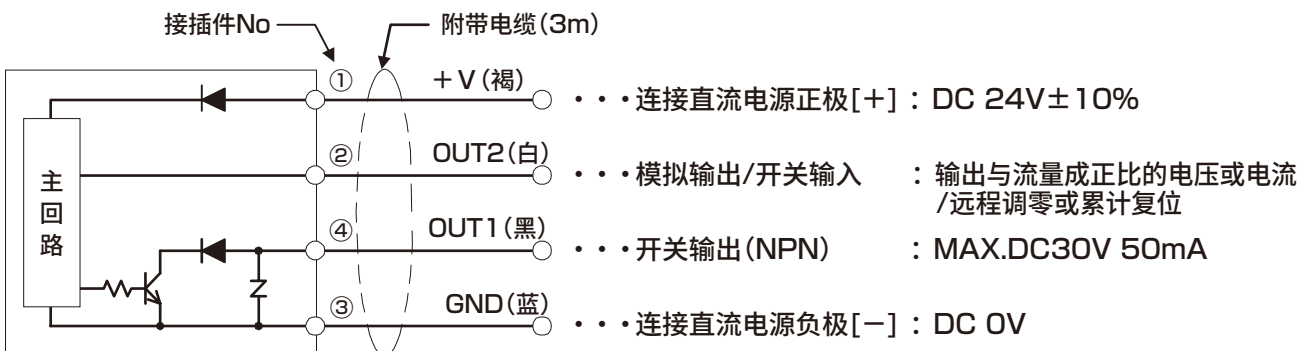 接插件No 附带电缆(3m)
① +V(褐) ···连接直流电源正极[+]:DC 24V±10%
② OUT2(白) ···模拟输出/开关输入 :输出与流量成正比的电压或电流
/远程调零或累计复位
主回路
④ OUT1(黑) ···开关输出(NPN) :MAX.DC30V 50mA
③ GND(蓝) ···连接直流电源负极[-]:DC 0V